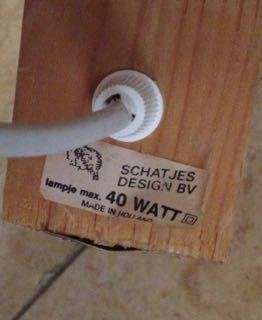 SCHATJES
DESIGN BV
lampje max. 40 WATT
MADE IN HOLLAND